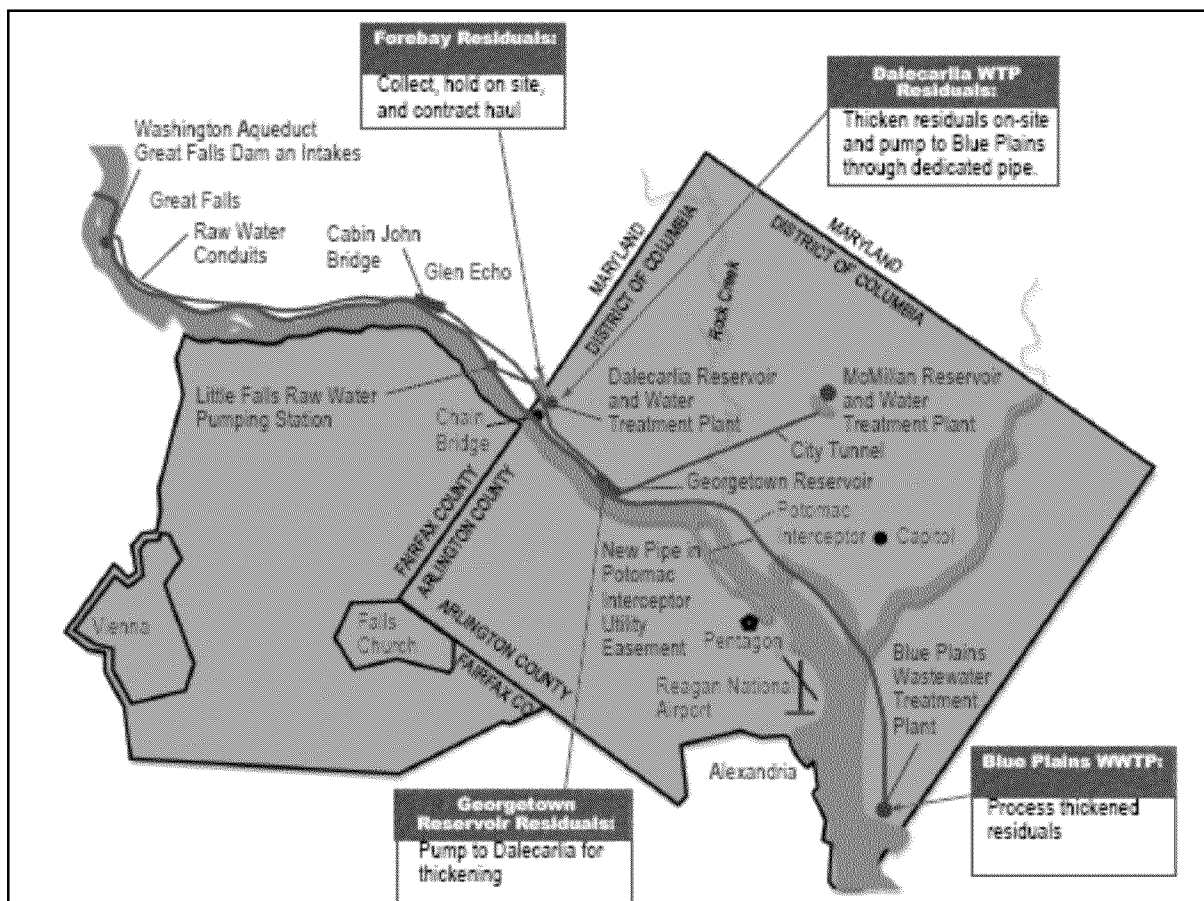 Forebay Residuals:
Collect, hold on site,
and contract haul
Dalecarlia WTP
Residuals:
Thicken residuals on-site
and pump to Blue Plains
through dedicated pipe.
Washington Aqueduct
Great Falls Dam an Intakes
Great Falls
Raw Water
Conduits
Cabin John
Bridge
Glen Echo
MARYLAND
DISTRICT OF COLUMBIA
MARYLAND
DISTRICT OF COLUMBIA
Rock Creek
Little Falls Raw Water
Pumping Station
Chain
Bridge
Dalecarlia Reservoir
and Water
Treatment Plant
McMillan Reservoir
and Water
Treatment Plant
City Tunnel
Georgetown Reservoir
FAIRFAX COUNTY
ARLINGTON COUNTY
Potomac
Interceptor
Capitol
New Pipe in
Potomac
Interceptor
Utility
Easement
Pentagon
Vienna
Falls
Church
ARLINGTON COUNTY
FAIRFAX CO
Reagan National
Airport
Blue Plains
Wastewater
Treatment
Plant
Alexandria
Georgetown
Reservoir Residuals:
Pump to Dalecarlia for
thickening
Blue Plains WWTP:
Process thickened
residuals